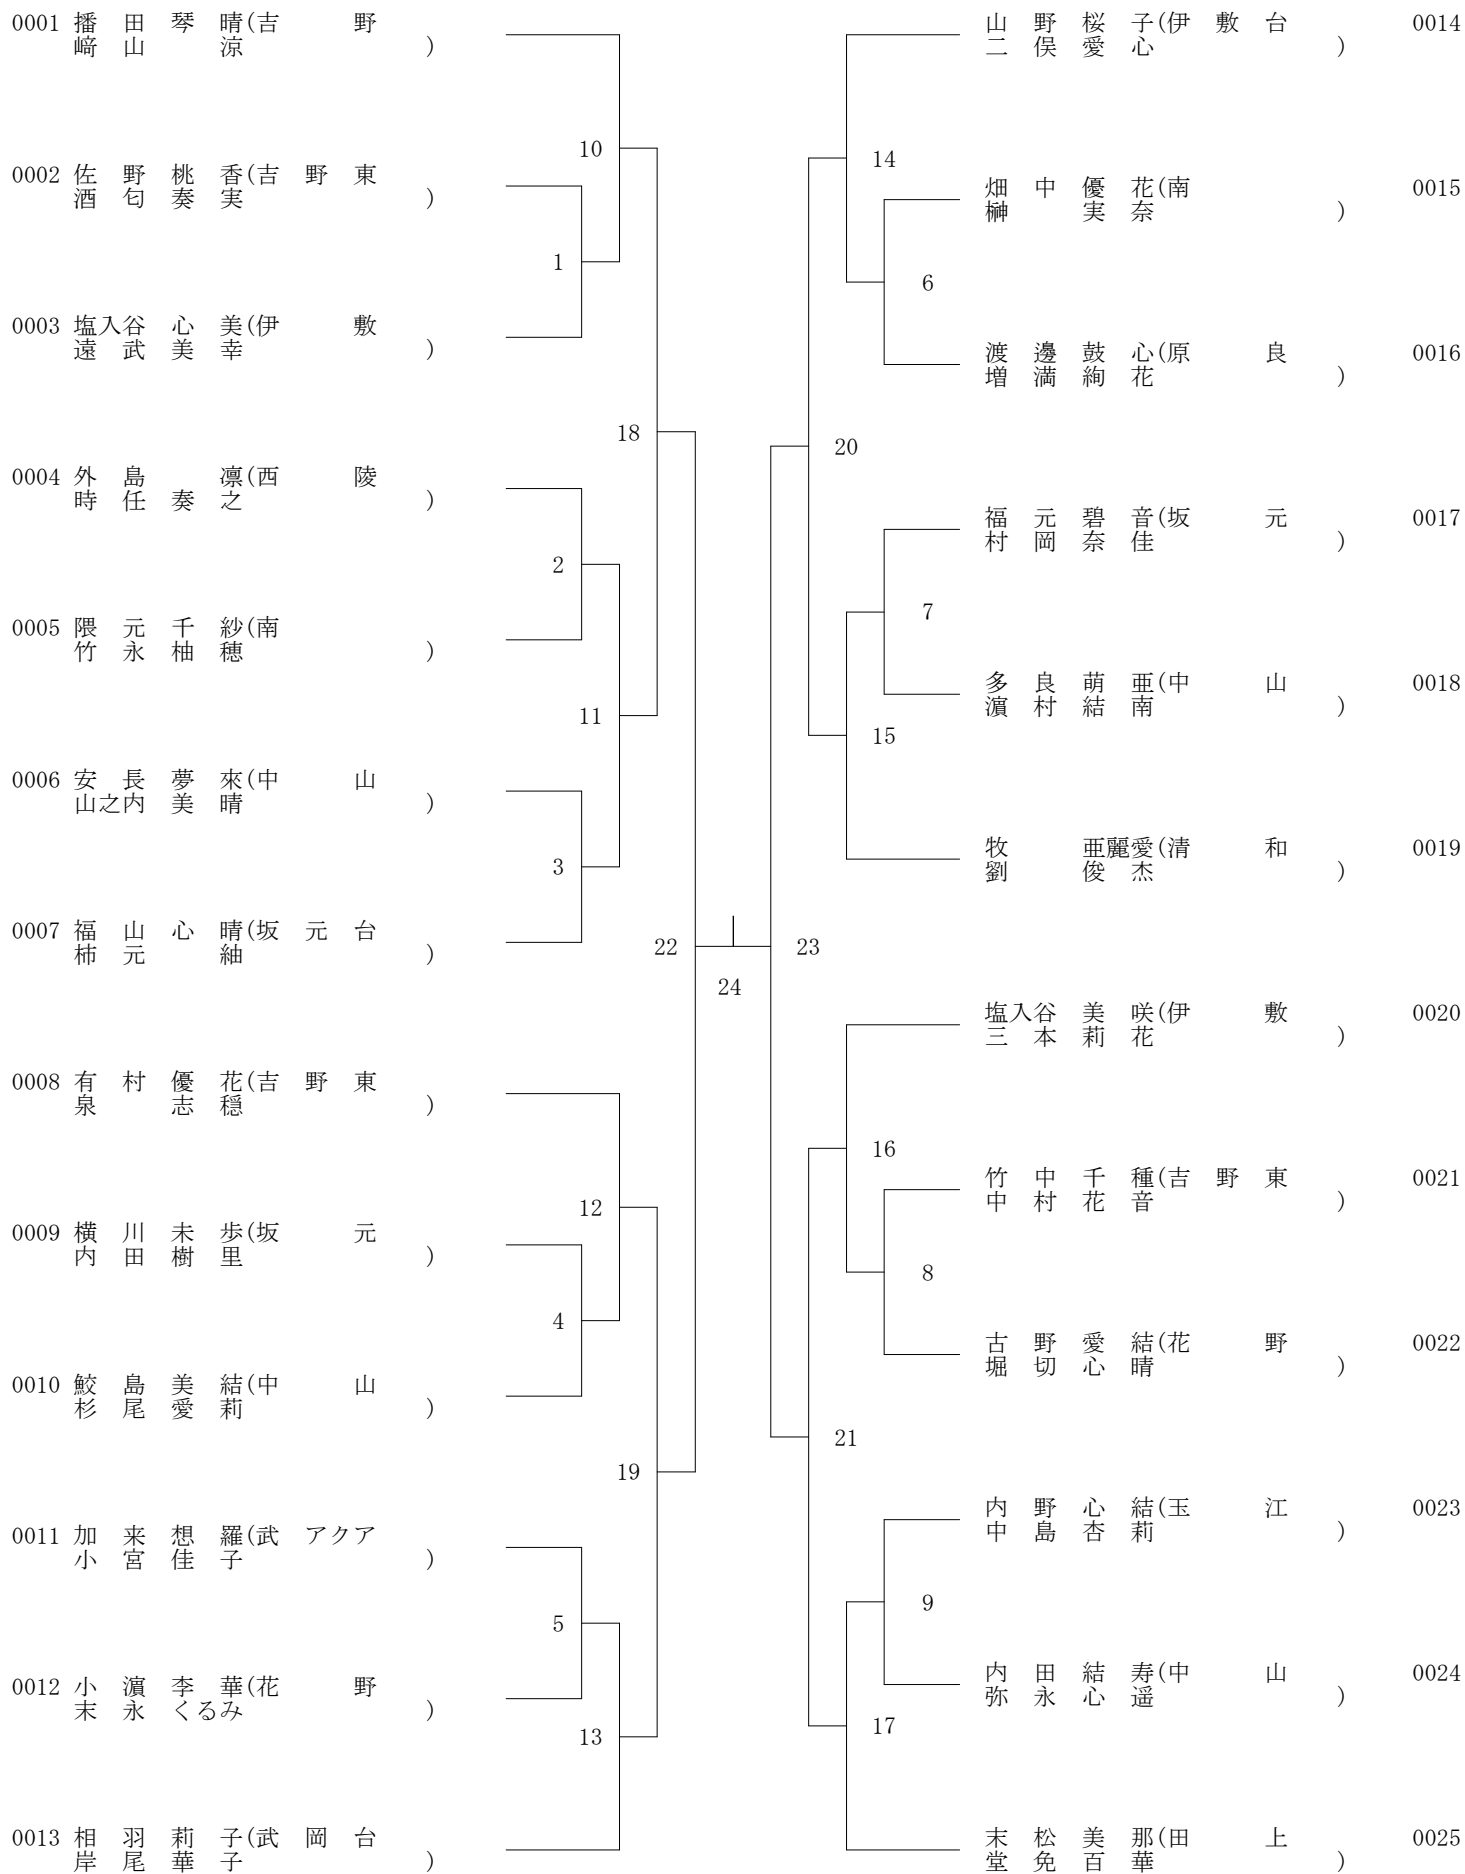 0001 播 田 琴 晴(吉 野
﨑 山 涼 )
0002 佐 野 桃 香(吉 野 東
酒 匂 奏 実 )
0003 塩入谷 心 美(伊 敷
遠 武 美 幸 )
0004 外 島 凛(西 陵
時 任 奏 之 )
0005 隈 元 千 紗(南
竹 永 柚 穂 )
0006 安 長 夢 來(中 山
山之内 美 晴 )
0007 福 山 心 晴(坂 元 台
柿 元 紬 )
0008 有 村 優 花(吉 野 東
泉 志 穏 )
0009 横 川 未 歩(坂 元
内 田 樹 里 )
0010 鮫 島 美 結(中 山
杉 尾 愛 莉 )
0011 加 来 想 羅(武 アクア
小 宮 佳 子 )
0012 小 濵 李 華(花 野
末 永 くるみ )
0013 相 羽 莉 子(武 岡 台
岸 尾 華 子 )
10
1
18
2
11
3
22
12
4
19
5
13
24
山 野 桜 子(伊 敷 台 0014
二 俣 愛 心 )
畑 中 優 花(南 0015
榊 実 奈 )
渡 邊 鼓 心(原 良 0016
増 満 絢 花 )
福 元 碧 音(坂 元 0017
村 岡 奈 佳 )
多 良 萌 亜(中 山 0018
濵 村 結 南 )
牧 亜麗愛(清 和 0019
劉 俊 杰 )
塩入谷 美 咲(伊 敷 0020
三 本 莉 花 )
竹 中 千 種(吉 野 東 0021
中 村 花 音 )
古 野 愛 結(花 野 0022
堀 切 心 晴 )
内 野 心 結(玉 江 0023
中 島 杏 莉 )
内 田 結 寿(中 山 0024
弥 永 心 遥 )
末 松 美 那(田 上 0025
堂 免 百 華 )
14
6
20
7
15
23
16
8
21
9
17